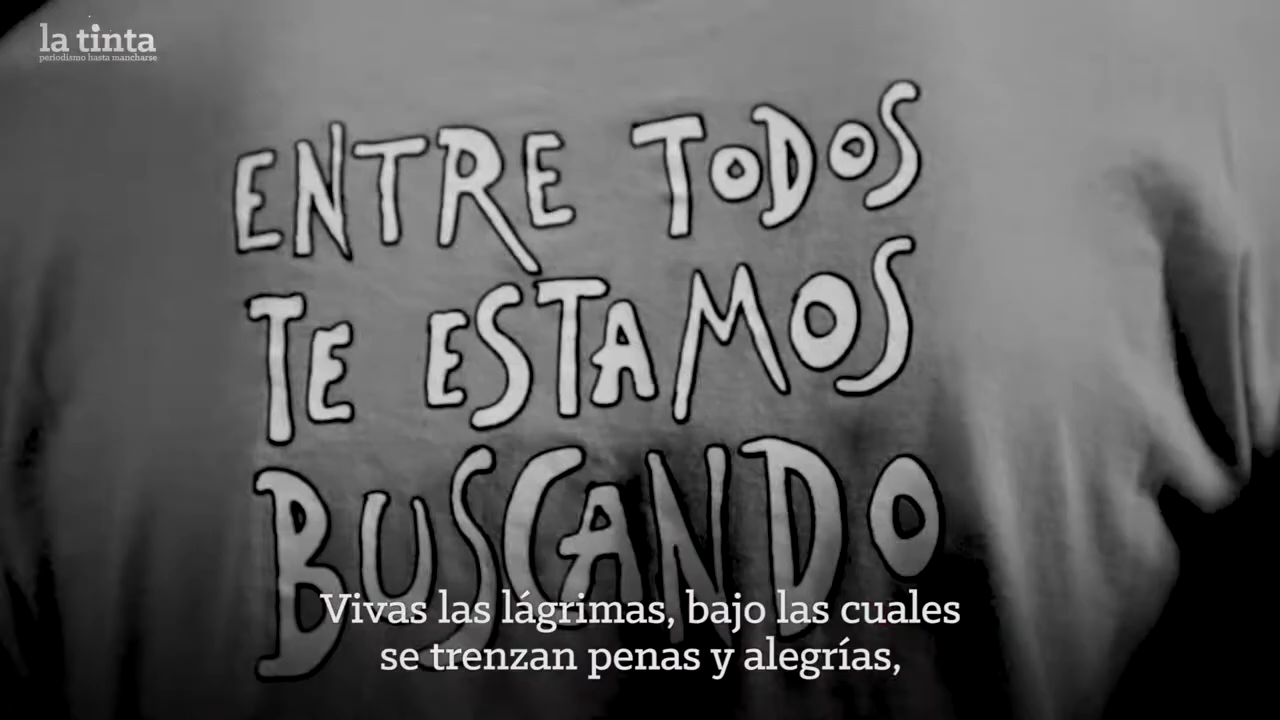 la tinta
periodismo hasta mancharse
ENTRE TODOS
TE ESTAMOS
BUSCANDO
Vivas las lágrimas, bajo las cuales
se trenzan penas y alegrías,